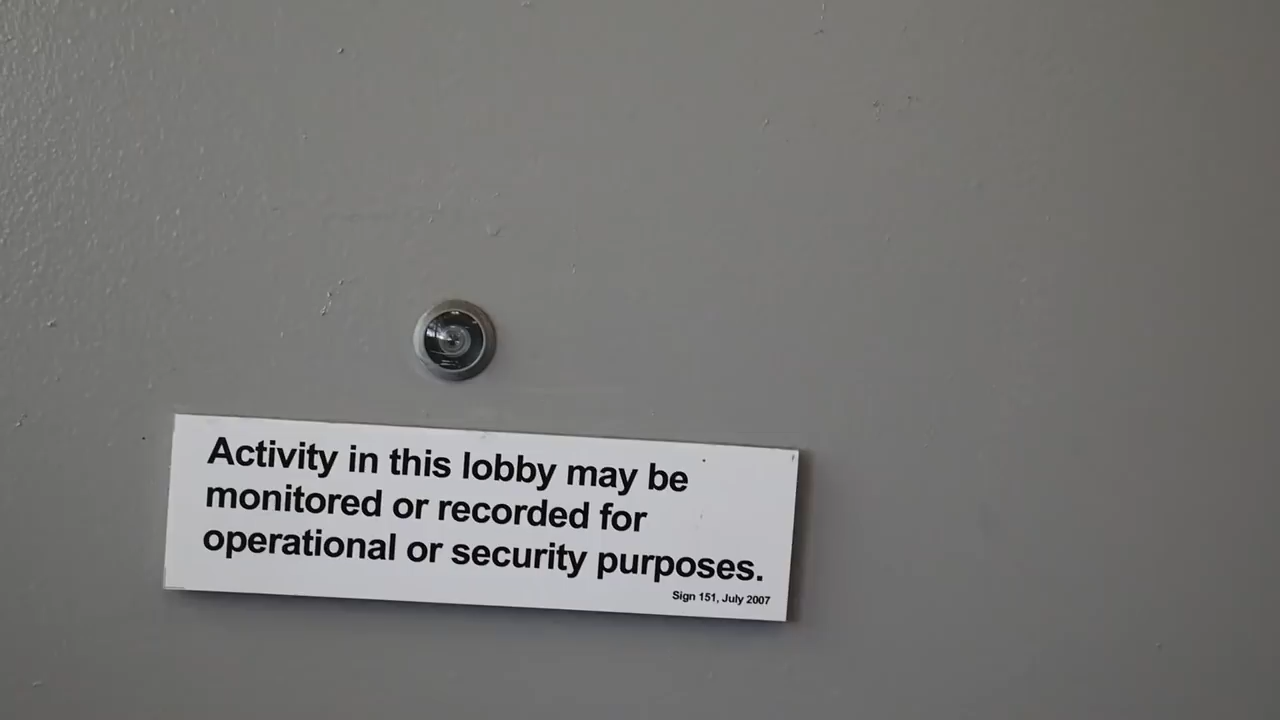 Activity in this lobby may be
monitored or recorded for
operational or security purposes.
Sign 151, July 2007